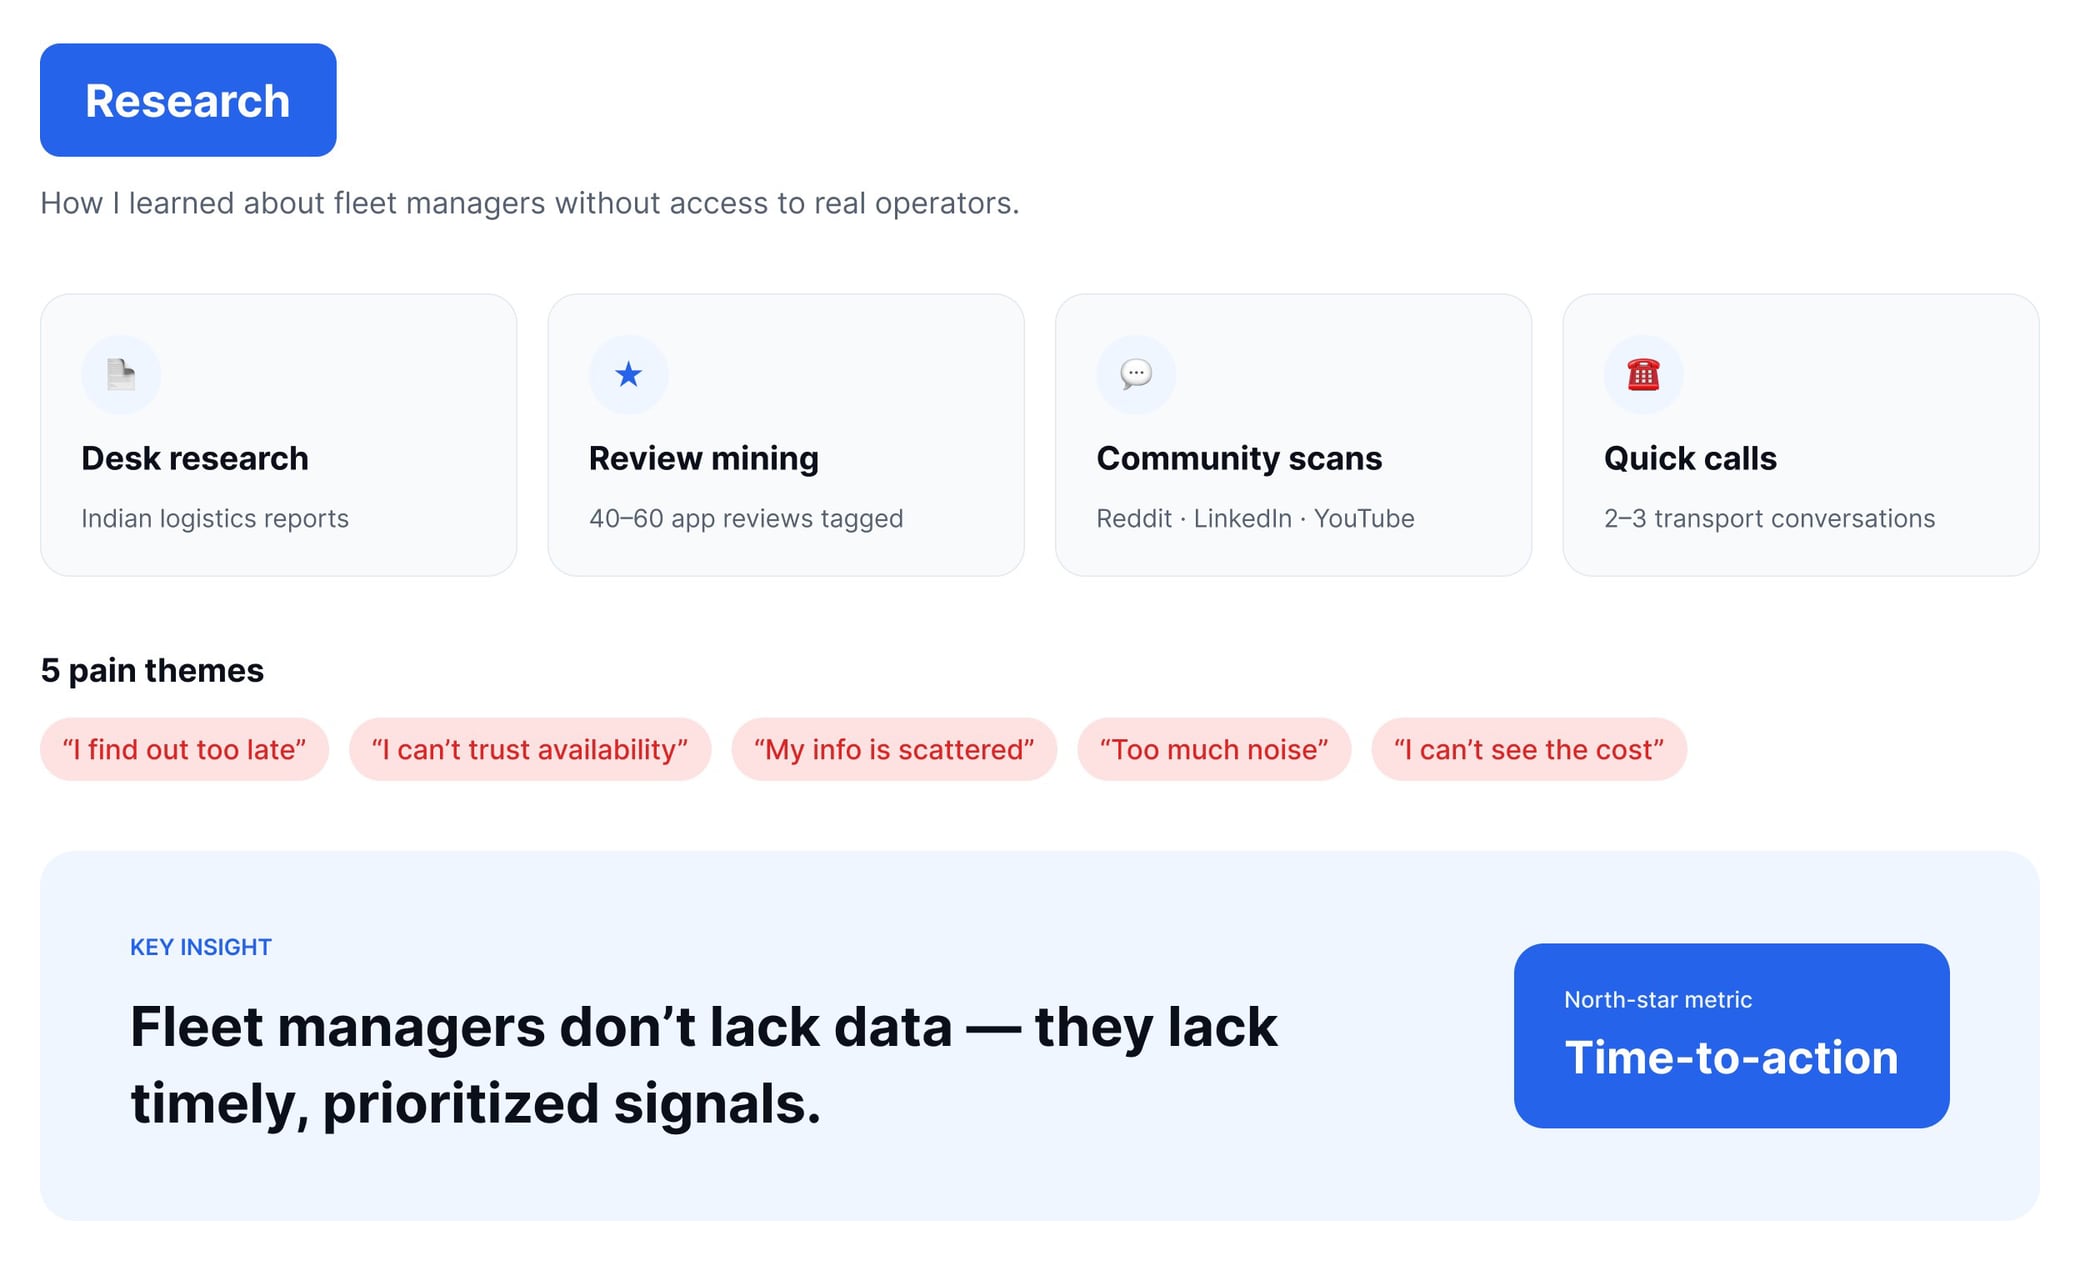 Research
How I learned about fleet managers without access to real operators.
Desk research
Indian logistics reports
Review mining
40–60 app reviews tagged
Community scans
Reddit · LinkedIn · YouTube
Quick calls
2–3 transport conversations
5 pain themes
“I find out too late”
“I can’t trust availability”
“My info is scattered”
“Too much noise”
“I can’t see the cost”
KEY INSIGHT
Fleet managers don’t lack data — they lack
timely, prioritized signals.
North-star metric
Time-to-action